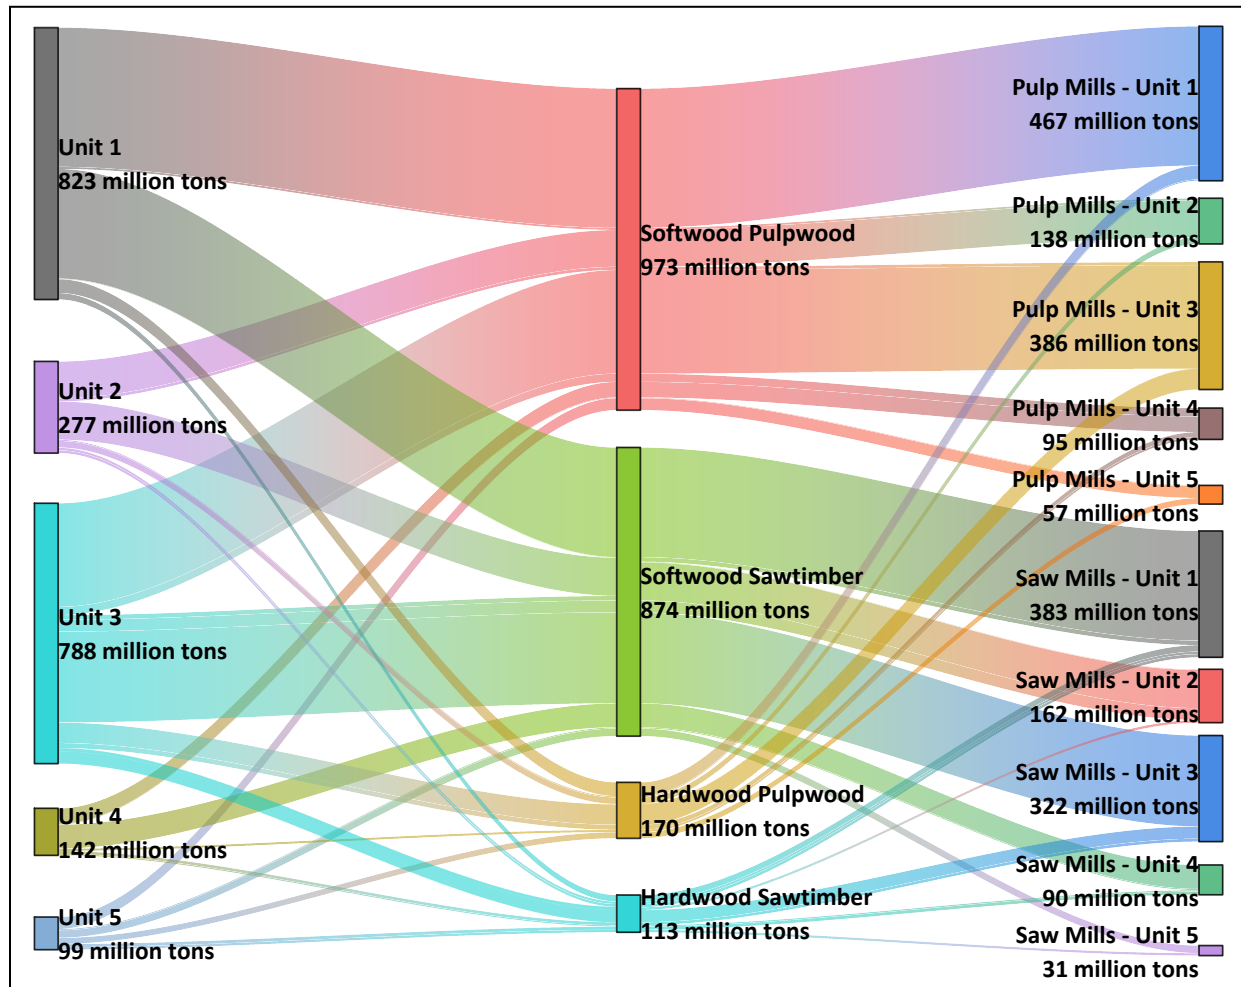 Unit 1
823 million tons
Unit 2
277 million tons
Unit 3
788 million tons
Unit 4
142 million tons
Unit 5
99 million tons
Softwood Pulpwood
973 million tons
Softwood Sawtimber
874 million tons
Hardwood Pulpwood
170 million tons
Hardwood Sawtimber
113 million tons
Pulp Mills - Unit 1
467 million tons
Pulp Mills - Unit 2
138 million tons
Pulp Mills - Unit 3
386 million tons
Pulp Mills - Unit 4
95 million tons
Pulp Mills - Unit 5
57 million tons
Saw Mills - Unit 1
383 million tons
Saw Mills - Unit 2
162 million tons
Saw Mills - Unit 3
322 million tons
Saw Mills - Unit 4
90 million tons
Saw Mills - Unit 5
31 million tons